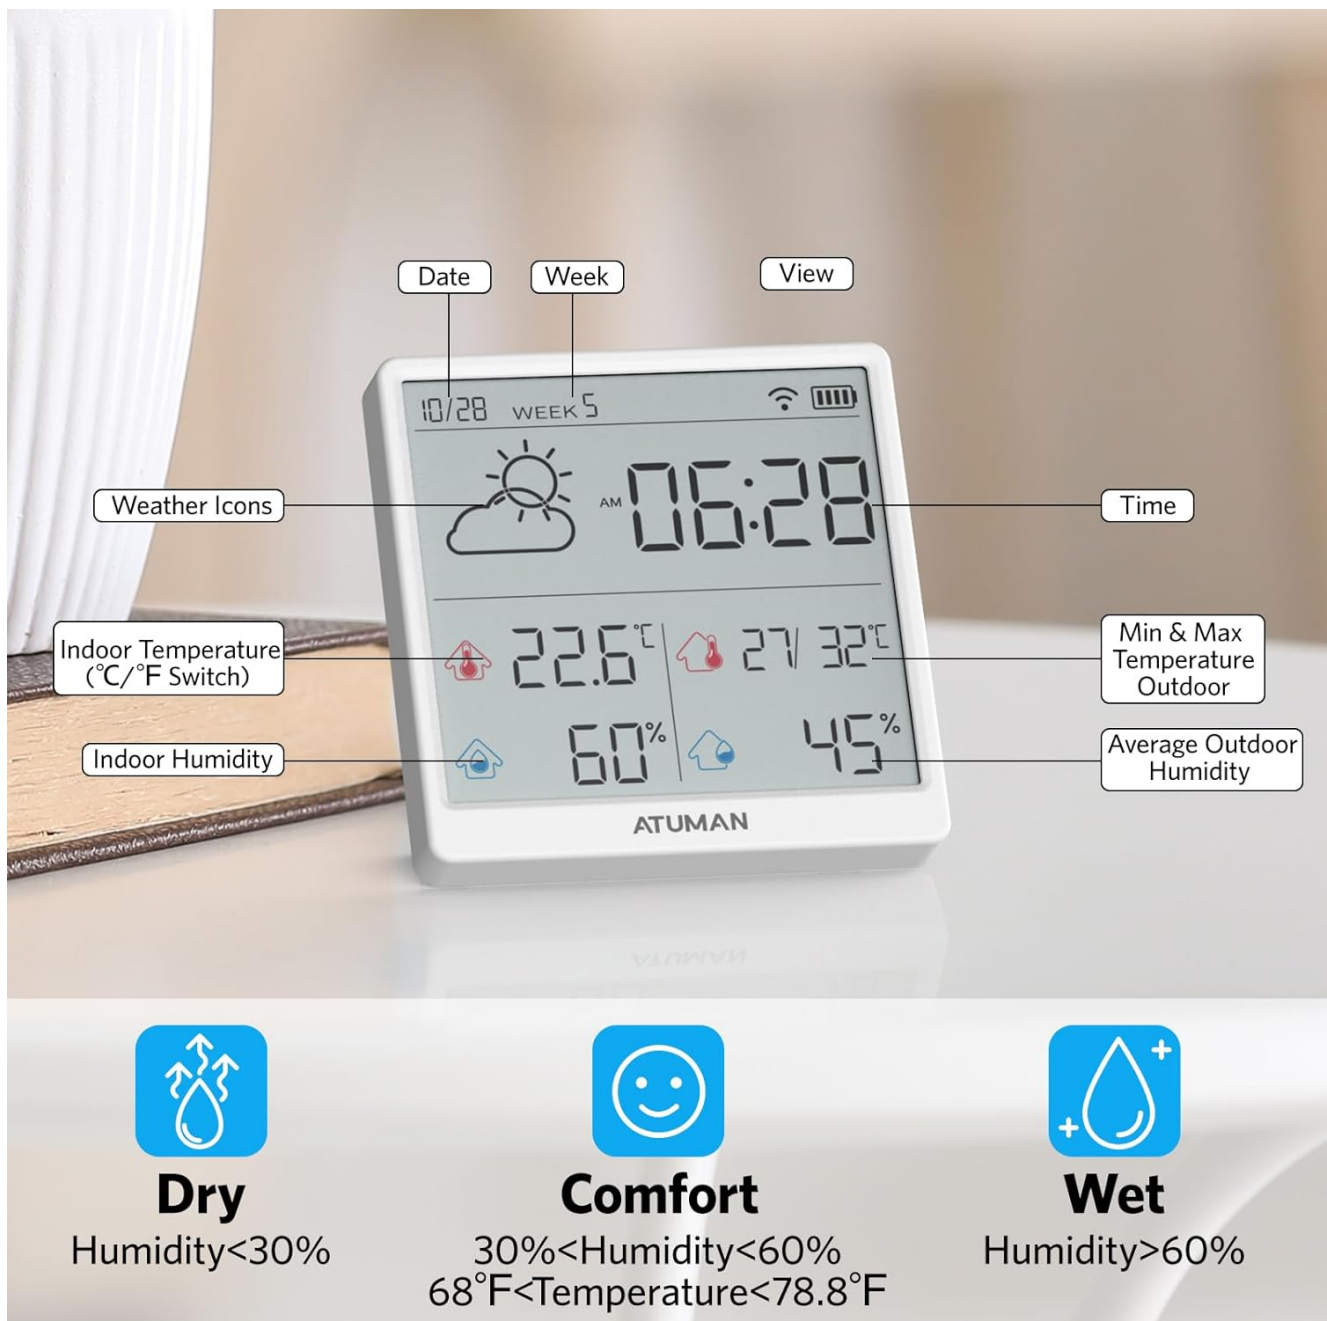 Date
Week
View
10/28 WEEK 5
Weather Icons
AM 06:28
Time
Indoor Temperature
(°C/°F Switch)
22.6°C
27/ 32°C
Min & Max
Temperature
Outdoor
Indoor Humidity
60%
45%
Average Outdoor
Humidity
ATUMAN
Dry
Humidity<30%
Comfort
30%<Humidity<60%
68°F<Temperature<78.8°F
Wet
Humidity>60%